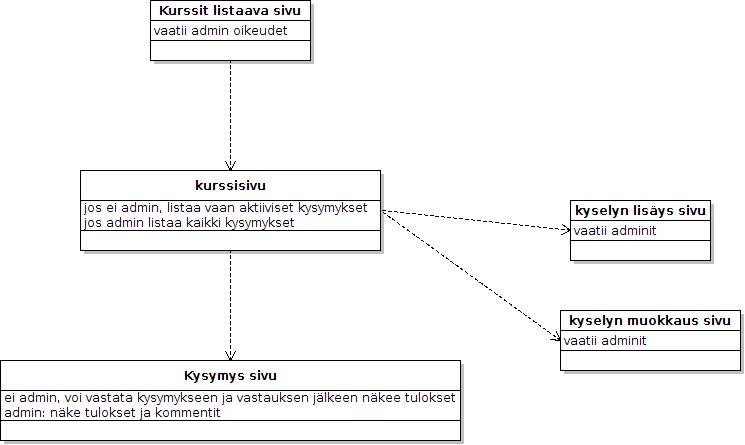 Kurssit listaava sivu
vaatii admin oikeudet
kurssisivu
jos ei admin, listaa vaan aktiiviset kysymykset
jos admin listaa kaikki kysymykset
kyselyn lisäys sivu
vaatii adminit
kyselyn muokkaus sivu
vaatii adminit
Kysymys sivu
ei admin, voi vastata kysymykseen ja vastauksen jälkeen näkee tulokset
admin: näke tulokset ja kommentit